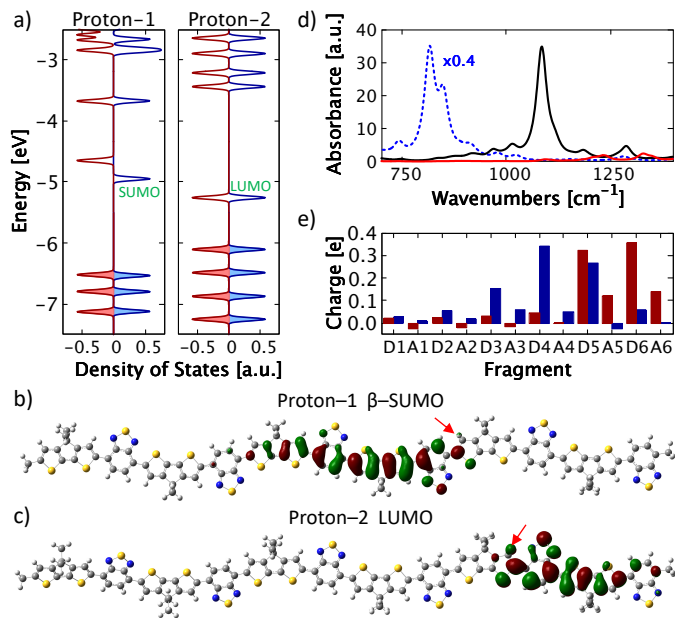 a) Proton−1 Proton−2
−3
−4
−5
−6
−7
Energy [eV]
SUMO
LUMO
−0.5 0 0.5
−0.5 0 0.5
Density of States [a.u.]
d)
40
30
20
10
0
Absorbance [a.u.]
x0.4
750 1000 1250
Wavenumbers [cm−1]
e)
0.4
0.3
0.2
0.1
0.0
Charge [e]
D1 A1 D2 A2 D3 A3 D4 A4 D5 A5 D6 A6
Fragment
b) Proton−1 β−SUMO
c) Proton−2 LUMO